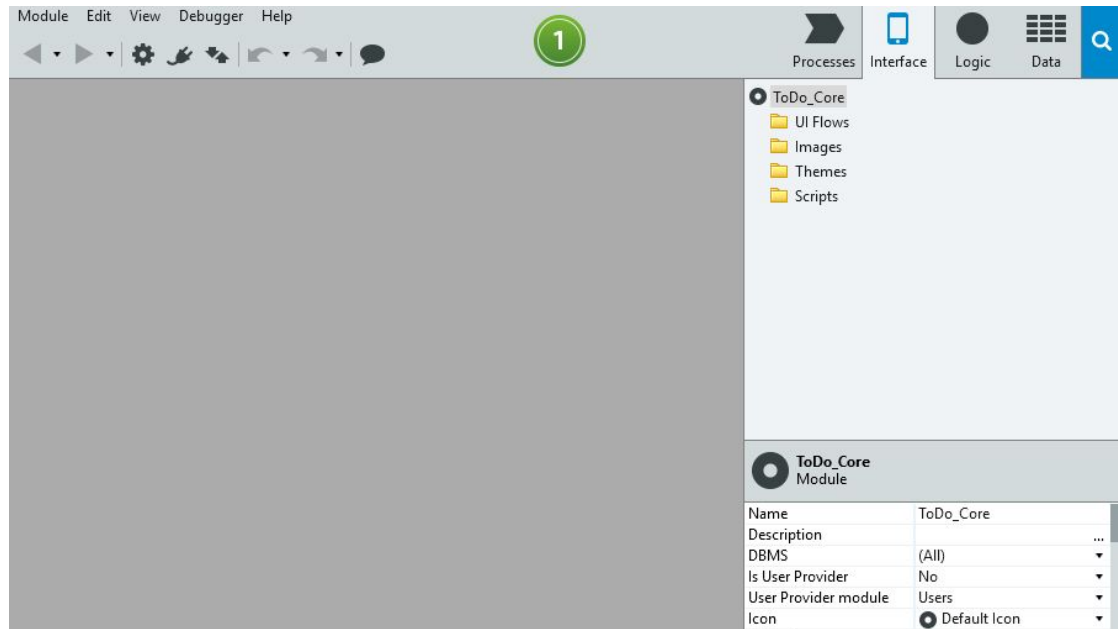 Module Edit View Debugger Help
1
Processes Interface Logic Data
ToDo_Core
UI Flows
Images
Themes
Scripts
ToDo_Core
Module
Name ToDo_Core
Description ...
DBMS (All)
Is User Provider No
User Provider module Users
Icon Default Icon